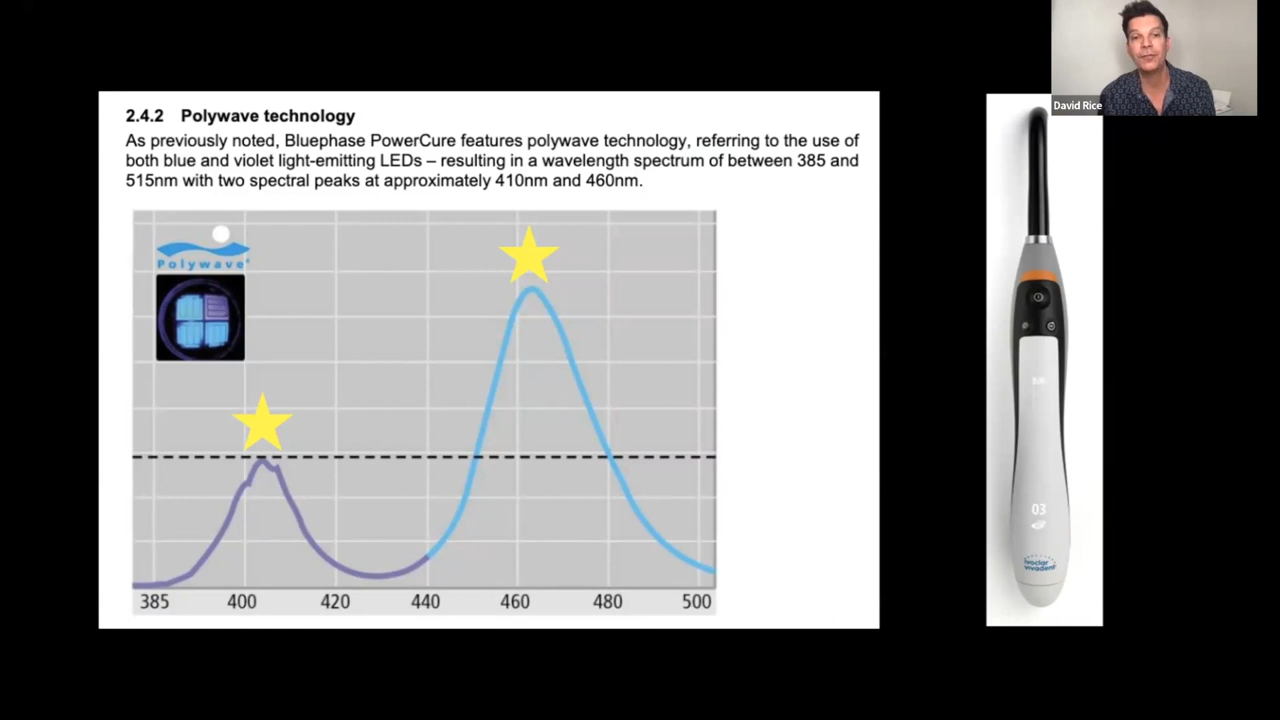 David Rice
2.4.2 Polywave technology
As previously noted, Bluephase PowerCure features polywave technology, referring to the use of
both blue and violet light-emitting LEDs – resulting in a wavelength spectrum of between 385 and
515nm with two spectral peaks at approximately 410nm and 460nm.
Polywave®
385 400 420 440 460 480 500
03
ivoclar
vivadent